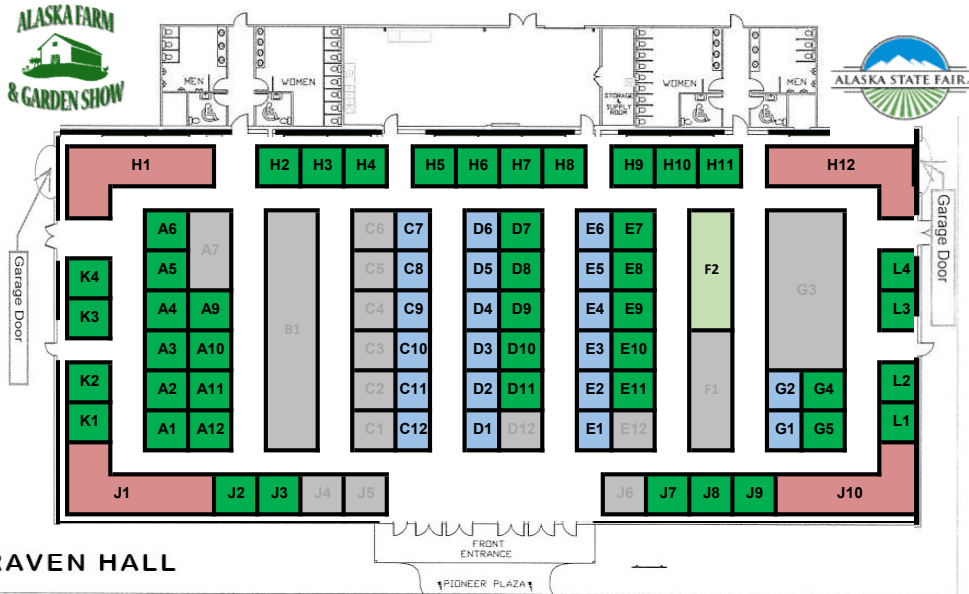 ALASKA FARM
& GARDEN SHOW
MEN
WOMEN
STORAGE
&
SUPPLY
ROOM
WOMEN
MEN
ALASKA STATE FAIR
H1
H2 H3 H4
H5 H6 H7 H8
H9 H10 H11
H12
Garage Door
Garage Door
K4
K3
K2
K1
A6
A7
A5
A4 A9
A3 A10
A2 A11
A1 A12
B1
C6 C7
C5 C8
C4 C9
C3 C10
C2 C11
C1 C12
D6 D7
D5 D8
D4 D9
D3 D10
D2 D11
D1 D12
E6 E7
E5 E8
E4 E9
E3 E10
E2 E11
E1 E12
F2
F1
G3
G2 G4
G1 G5
L4
L3
L2
L1
J1 J2 J3 J4 J5
J6 J7 J8 J9 J10
FRONT
ENTRANCE
RAVEN HALL
PIONEER PLAZA